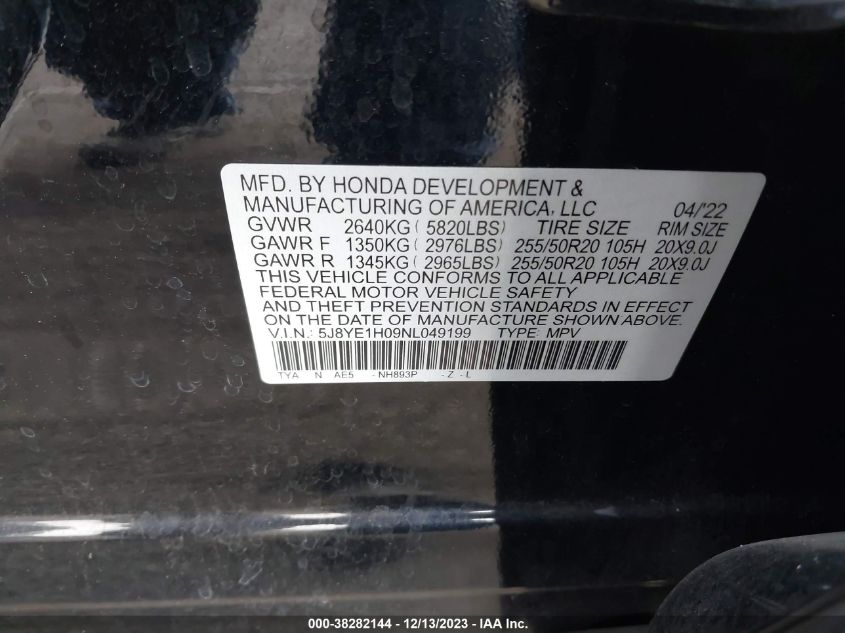 MFD. BY HONDA DEVELOPMENT &
MANUFACTURING OF AMERICA, LLC 04/'22
GVWR 2640KG ( 5820LBS) TIRE SIZE RIM SIZE
GAWR F 1350KG ( 2976LBS) 255/50R20 105H 20X9.0J
GAWR R 1345KG ( 2965LBS) 255/50R20 105H 20X9.0J
THIS VEHICLE CONFORMS TO ALL APPLICABLE
FEDERAL MOTOR VEHICLE SAFETY
AND THEFT PREVENTION STANDARDS IN EFFECT
ON THE DATE OF MANUFACTURE SHOWN ABOVE.
V.I.N.: 5J8YE1H09NL049199 TYPE: MPV
TYA N AE5 -NH893P -Z -L
000-38282144 - 12/13/2023 - IAA Inc.